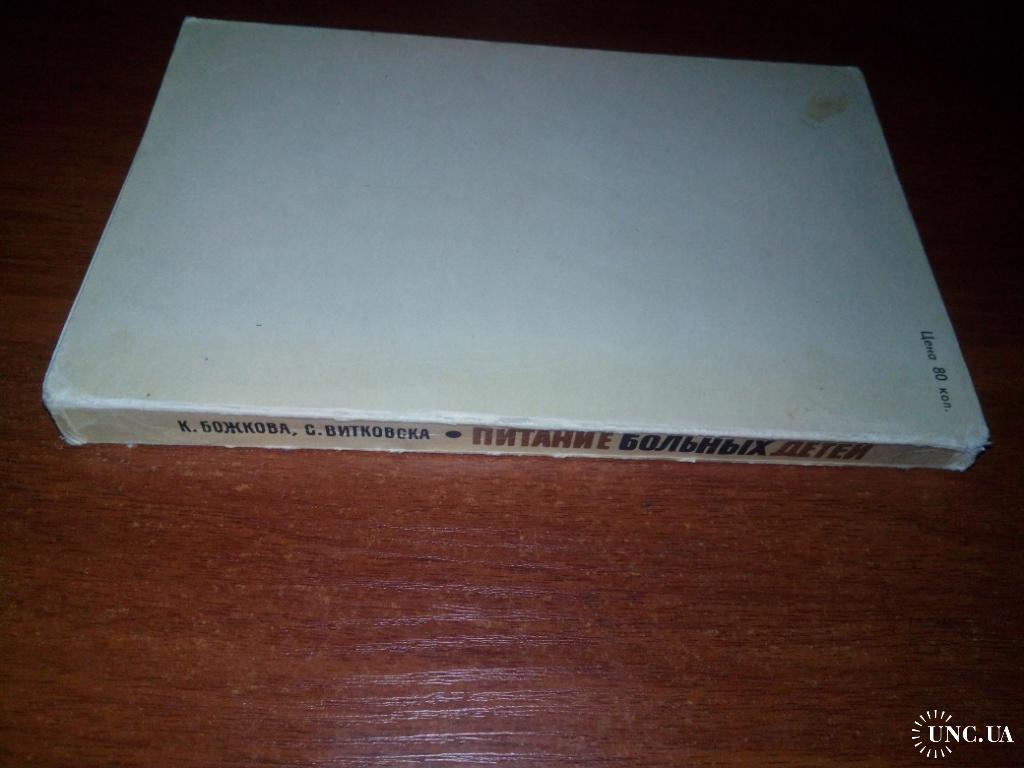 Цена 80 коп.
К. БОЖКОВА, С. ВИТКОВСКА • ПИТАНИЕ БОЛЬНЫХ ДЕТЕЙ
UNC.UA